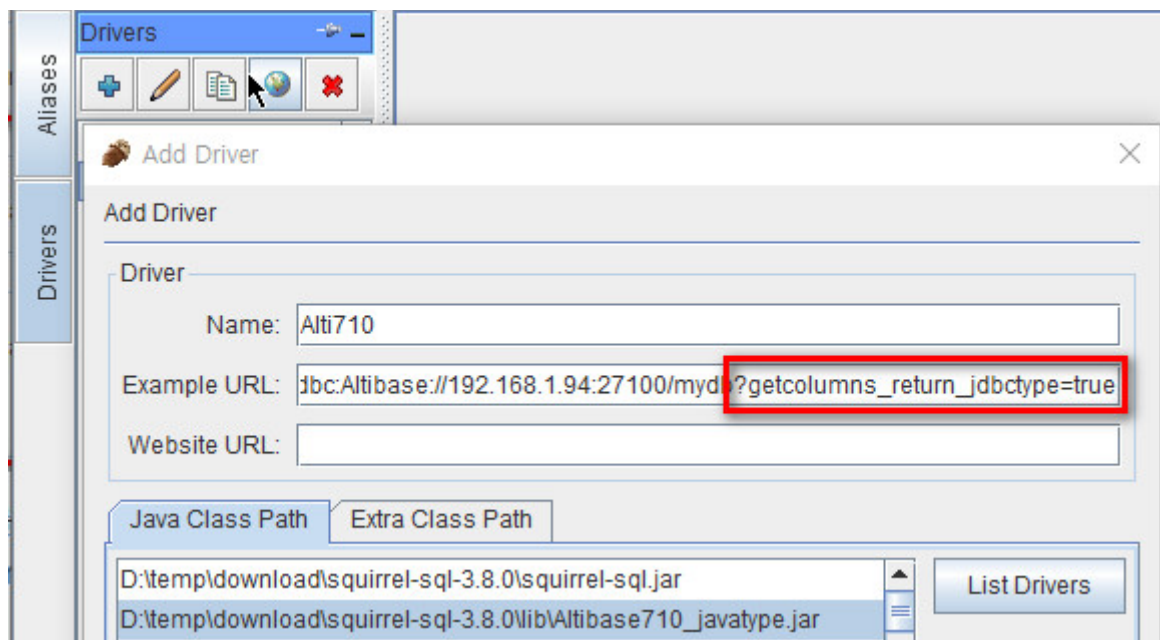 Aliases
Drivers
Drivers
Add Driver
Add Driver
Driver
Name: Alti710
Example URL: jdbc:Altibase://192.168.1.94:27100/mydb?getcolumns_return_jdbctype=true
Website URL:
Java Class Path Extra Class Path
D:\temp\download\squirrel-sql-3.8.0\squirrel-sql.jar
List Drivers
D:\temp\download\squirrel-sql-3.8.0\lib\Altibase710_javatype.jar